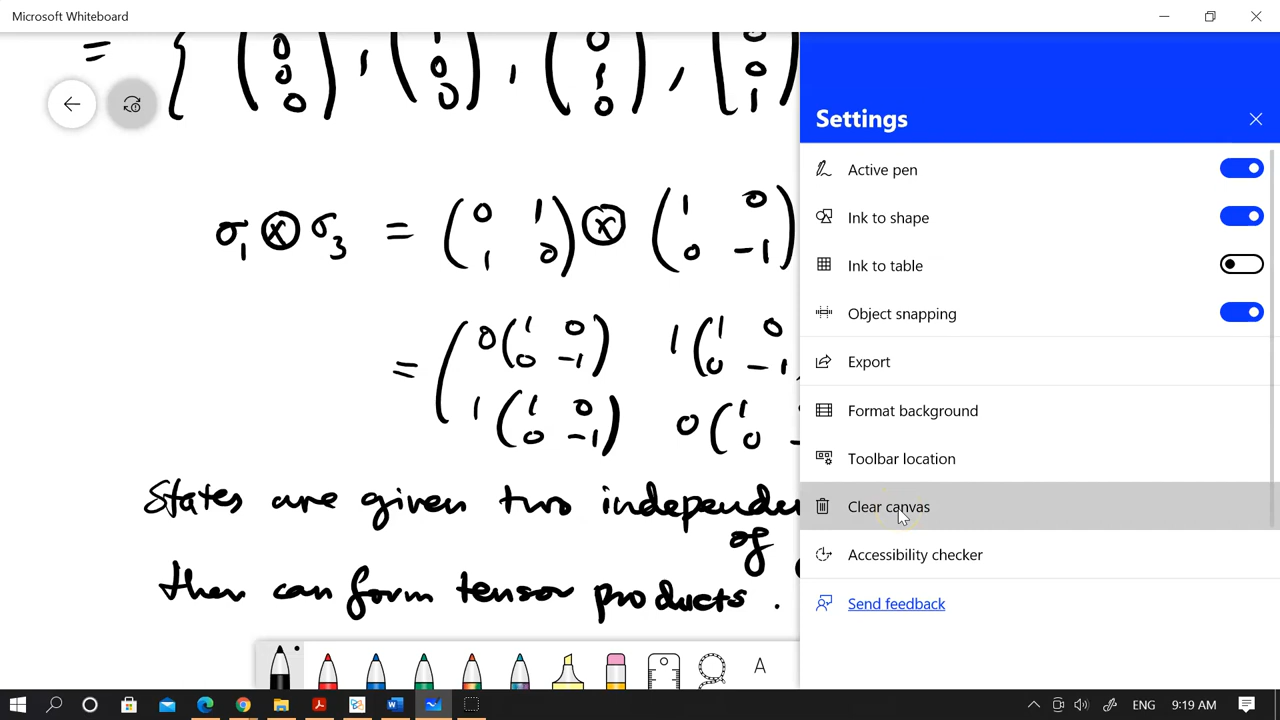 Microsoft Whiteboard
= { ( 0 0 0 ) , ( 1 0 0 ) , ( 0 1 0 ) , ( 0 0 1
Settings
Active pen
σ1 ⊗ σ3 = ( 0 1 1 0 ) ⊗ ( 1 0 0 -1 )
Ink to shape
Ink to table
Object snapping
= ( 0 ( 1 0 0 -1 ) 1 ( 1 0 0 -1
Export
1 ( 1 0 0 -1 ) 0 ( 1 0
Format background
Toolbar location
States are given two independen
of
Clear canvas
Accessibility checker
then can form tensor products .
Send feedback
A
ENG 9:19 AM